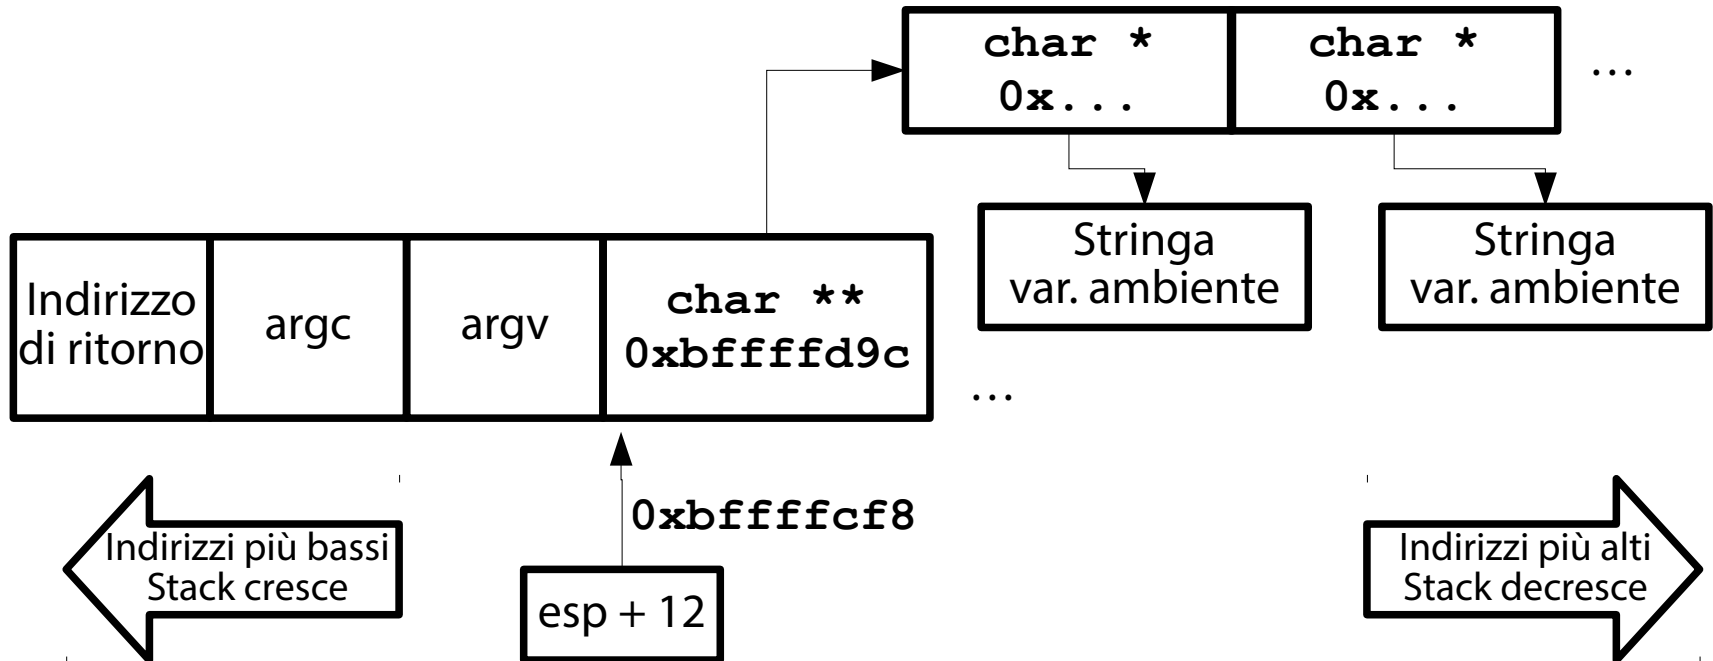 char *
0x...
char *
0x...
...
Stringa
var. ambiente
Stringa
var. ambiente
Indirizzo
di ritorno
argc
argv
char **
0xbffffd9c
...
0xbffffcf8
Indirizzi più bassi
Stack cresce
esp + 12
Indirizzi più alti
Stack decresce